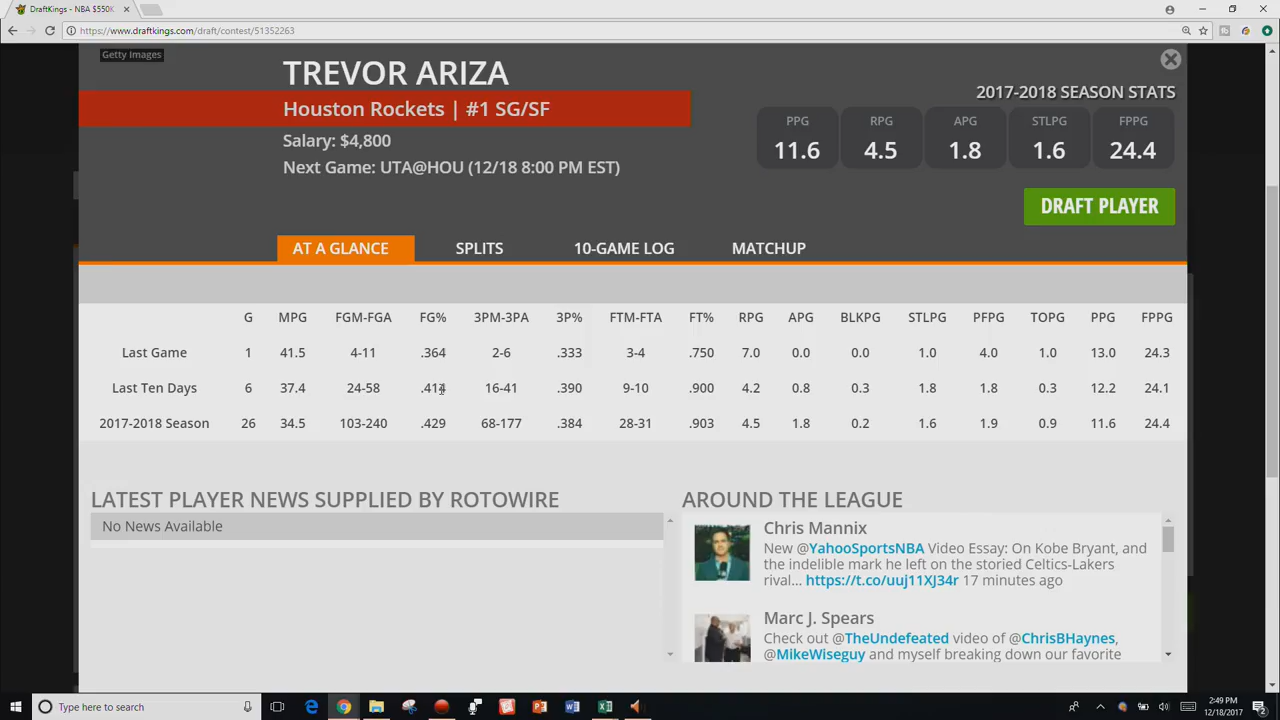 DraftKings - NBA $550K
https://www.draftkings.com/draft/contest/51352263
Getty Images
TREVOR ARIZA
Houston Rockets | #1 SG/SF
Salary: $4,800
Next Game: UTA@HOU (12/18 8:00 PM EST)
2017-2018 SEASON STATS
PPG RPG APG STLPG FPPG
11.6 4.5 1.8 1.6 24.4
DRAFT PLAYER
AT A GLANCE SPLITS 10-GAME LOG MATCHUP
G MPG FGM-FGA FG% 3PM-3PA 3P% FTM-FTA FT% RPG APG BLKPG STLPG PFPG TOPG PPG FPPG
Last Game 1 41.5 4-11 .364 2-6 .333 3-4 .750 7.0 0.0 0.0 1.0 4.0 1.0 13.0 24.3
Last Ten Days 6 37.4 24-58 .414 16-41 .390 9-10 .900 4.2 0.8 0.3 1.8 1.8 0.3 12.2 24.1
2017-2018 Season 26 34.5 103-240 .429 68-177 .384 28-31 .903 4.5 1.8 0.2 1.6 1.9 0.9 11.6 24.4
LATEST PLAYER NEWS SUPPLIED BY ROTOWIRE
No News Available
AROUND THE LEAGUE
Chris Mannix
New @YahooSportsNBA Video Essay: On Kobe Bryant, and
the indelible mark he left on the storied Celtics-Lakers
rival... https://t.co/uuj11XJ34r 17 minutes ago
Marc J. Spears
Check out @TheUndefeated video of @ChrisBHaynes,
@MikeWiseguy and myself breaking down our favorite
Type here to search
2:49 PM
12/18/2017
2